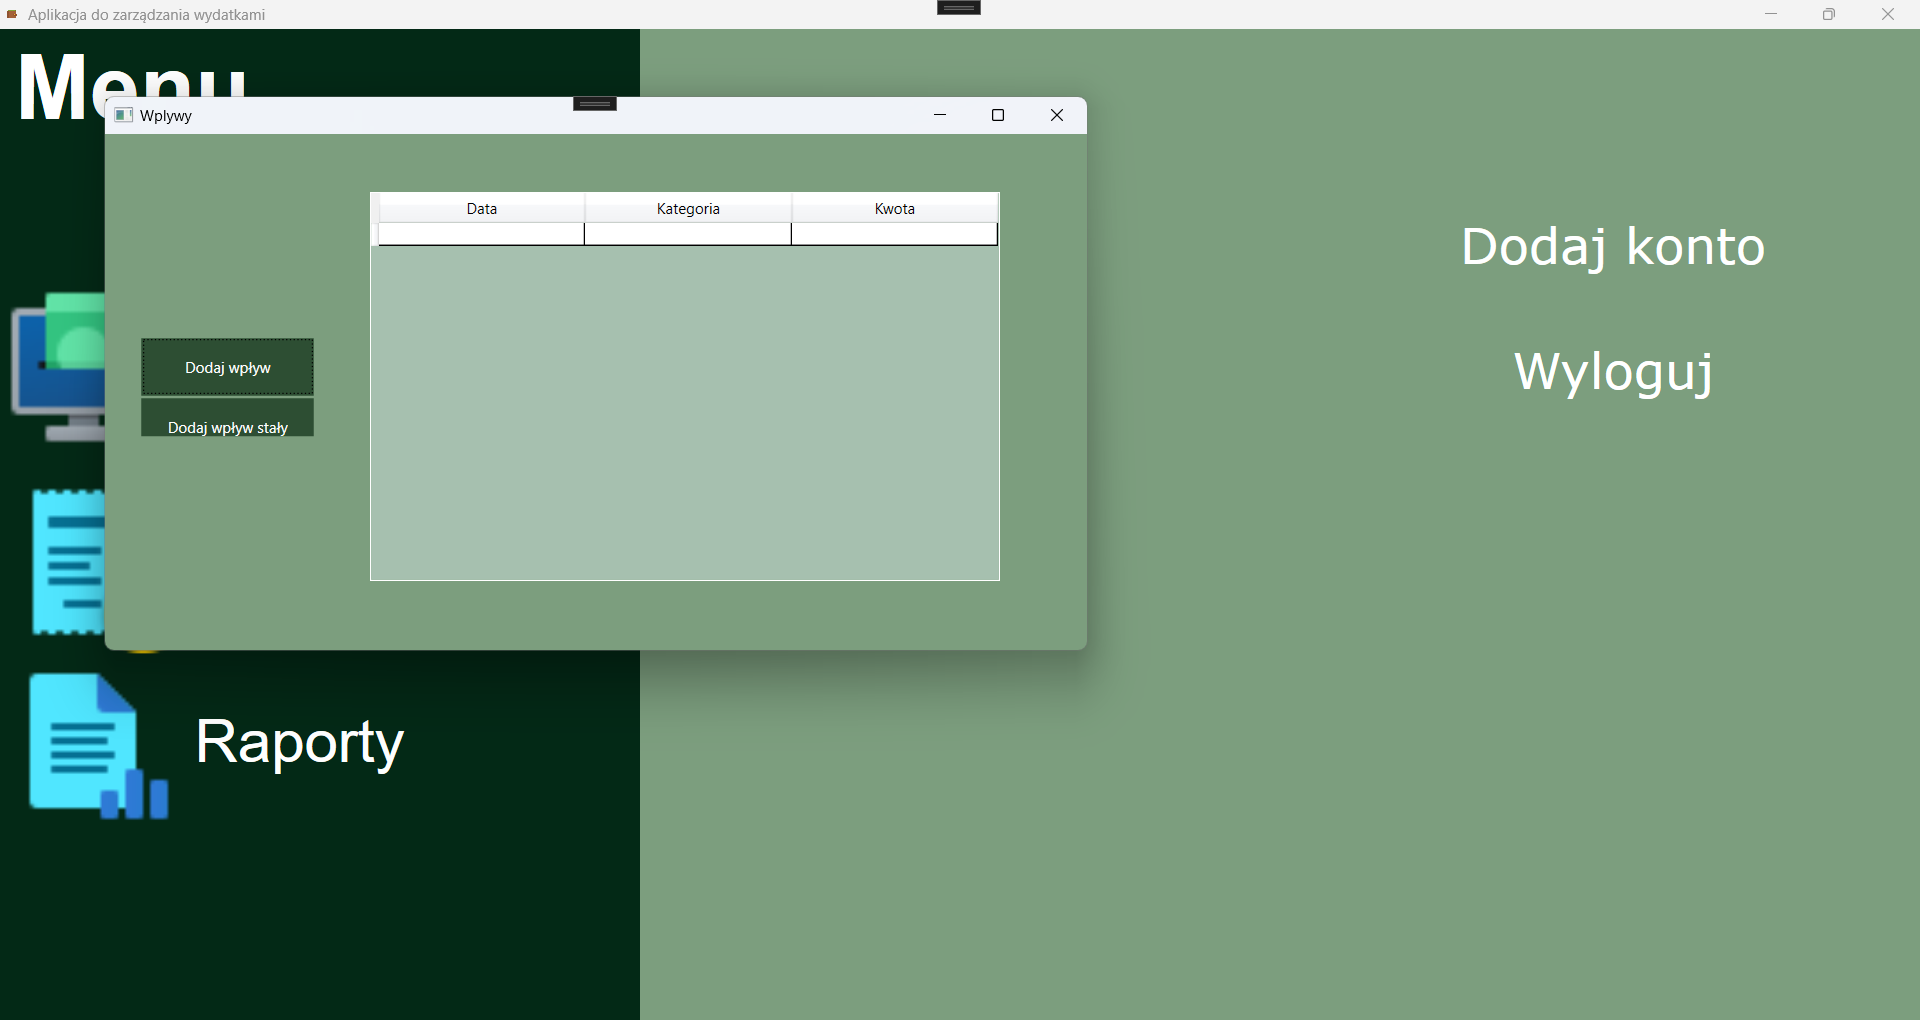 Aplikacja do zarządzania wydatkami
Menu
Wplywy
Data Kategoria Kwota
Dodaj wpływ
Dodaj wpływ stały
Dodaj konto
Wyloguj
Raporty